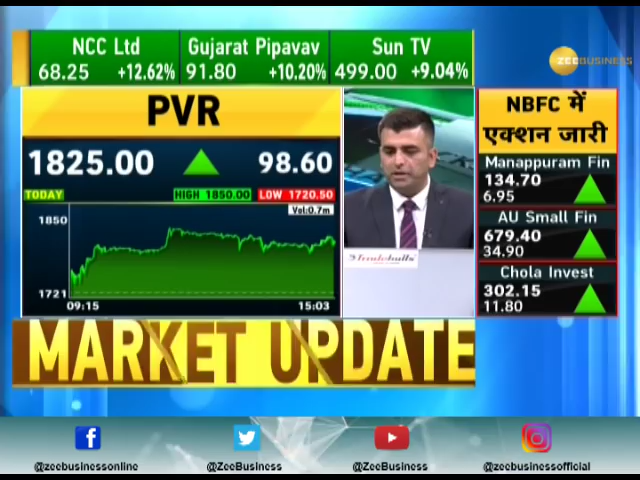 NCC Ltd
68.25 +12.62%
Gujarat Pipavav
91.80 +10.20%
Sun TV
499.00 +9.04%
ZEE BUSINESS
PVR
1825.00 98.60
TODAY HIGH 1850.00 LOW 1720.50
Vol:0.7m
1850
1721
09:15 15:03
Trendebulls
NBFC में
एक्शन जारी
Manappuram Fin
134.70
6.95
AU Small Fin
679.40
34.90
Chola Invest
302.15
11.80
MARKET UPDATE
@zeebusinessonline @ZeeBusiness @ZeeBusiness @zeebusinessofficial